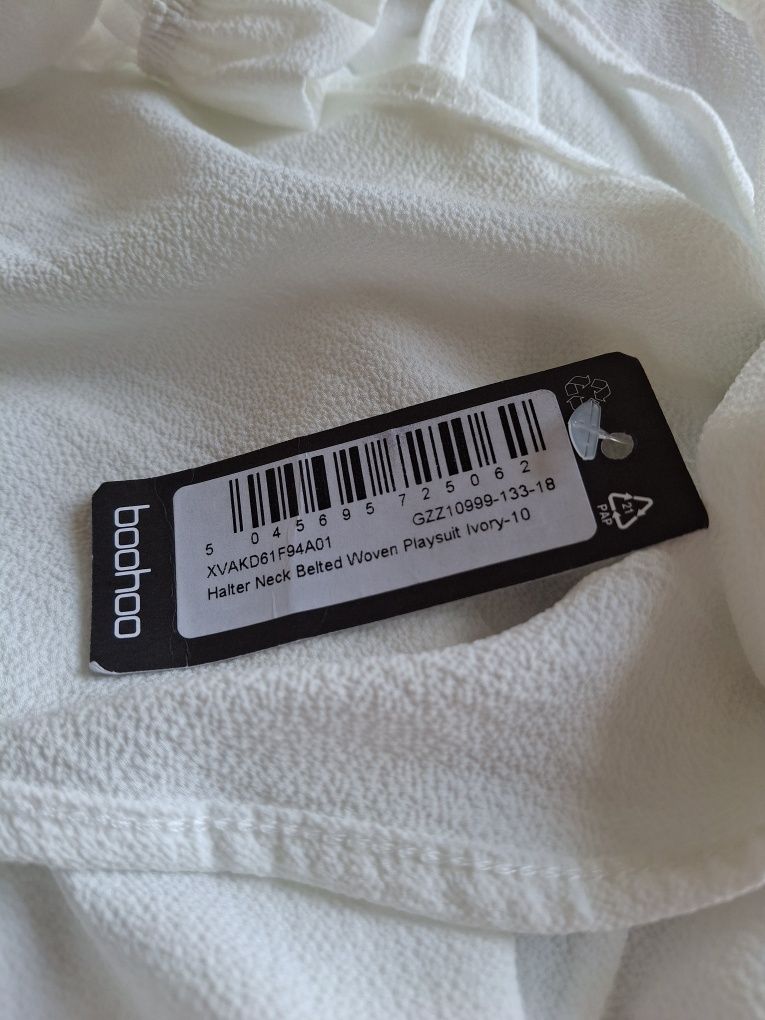 boohoo
5 045695 725062
XVAKD61F94A01 GZZ10999-133-18
Halter Neck Belted Woven Playsuit Ivory-10
21
PAP